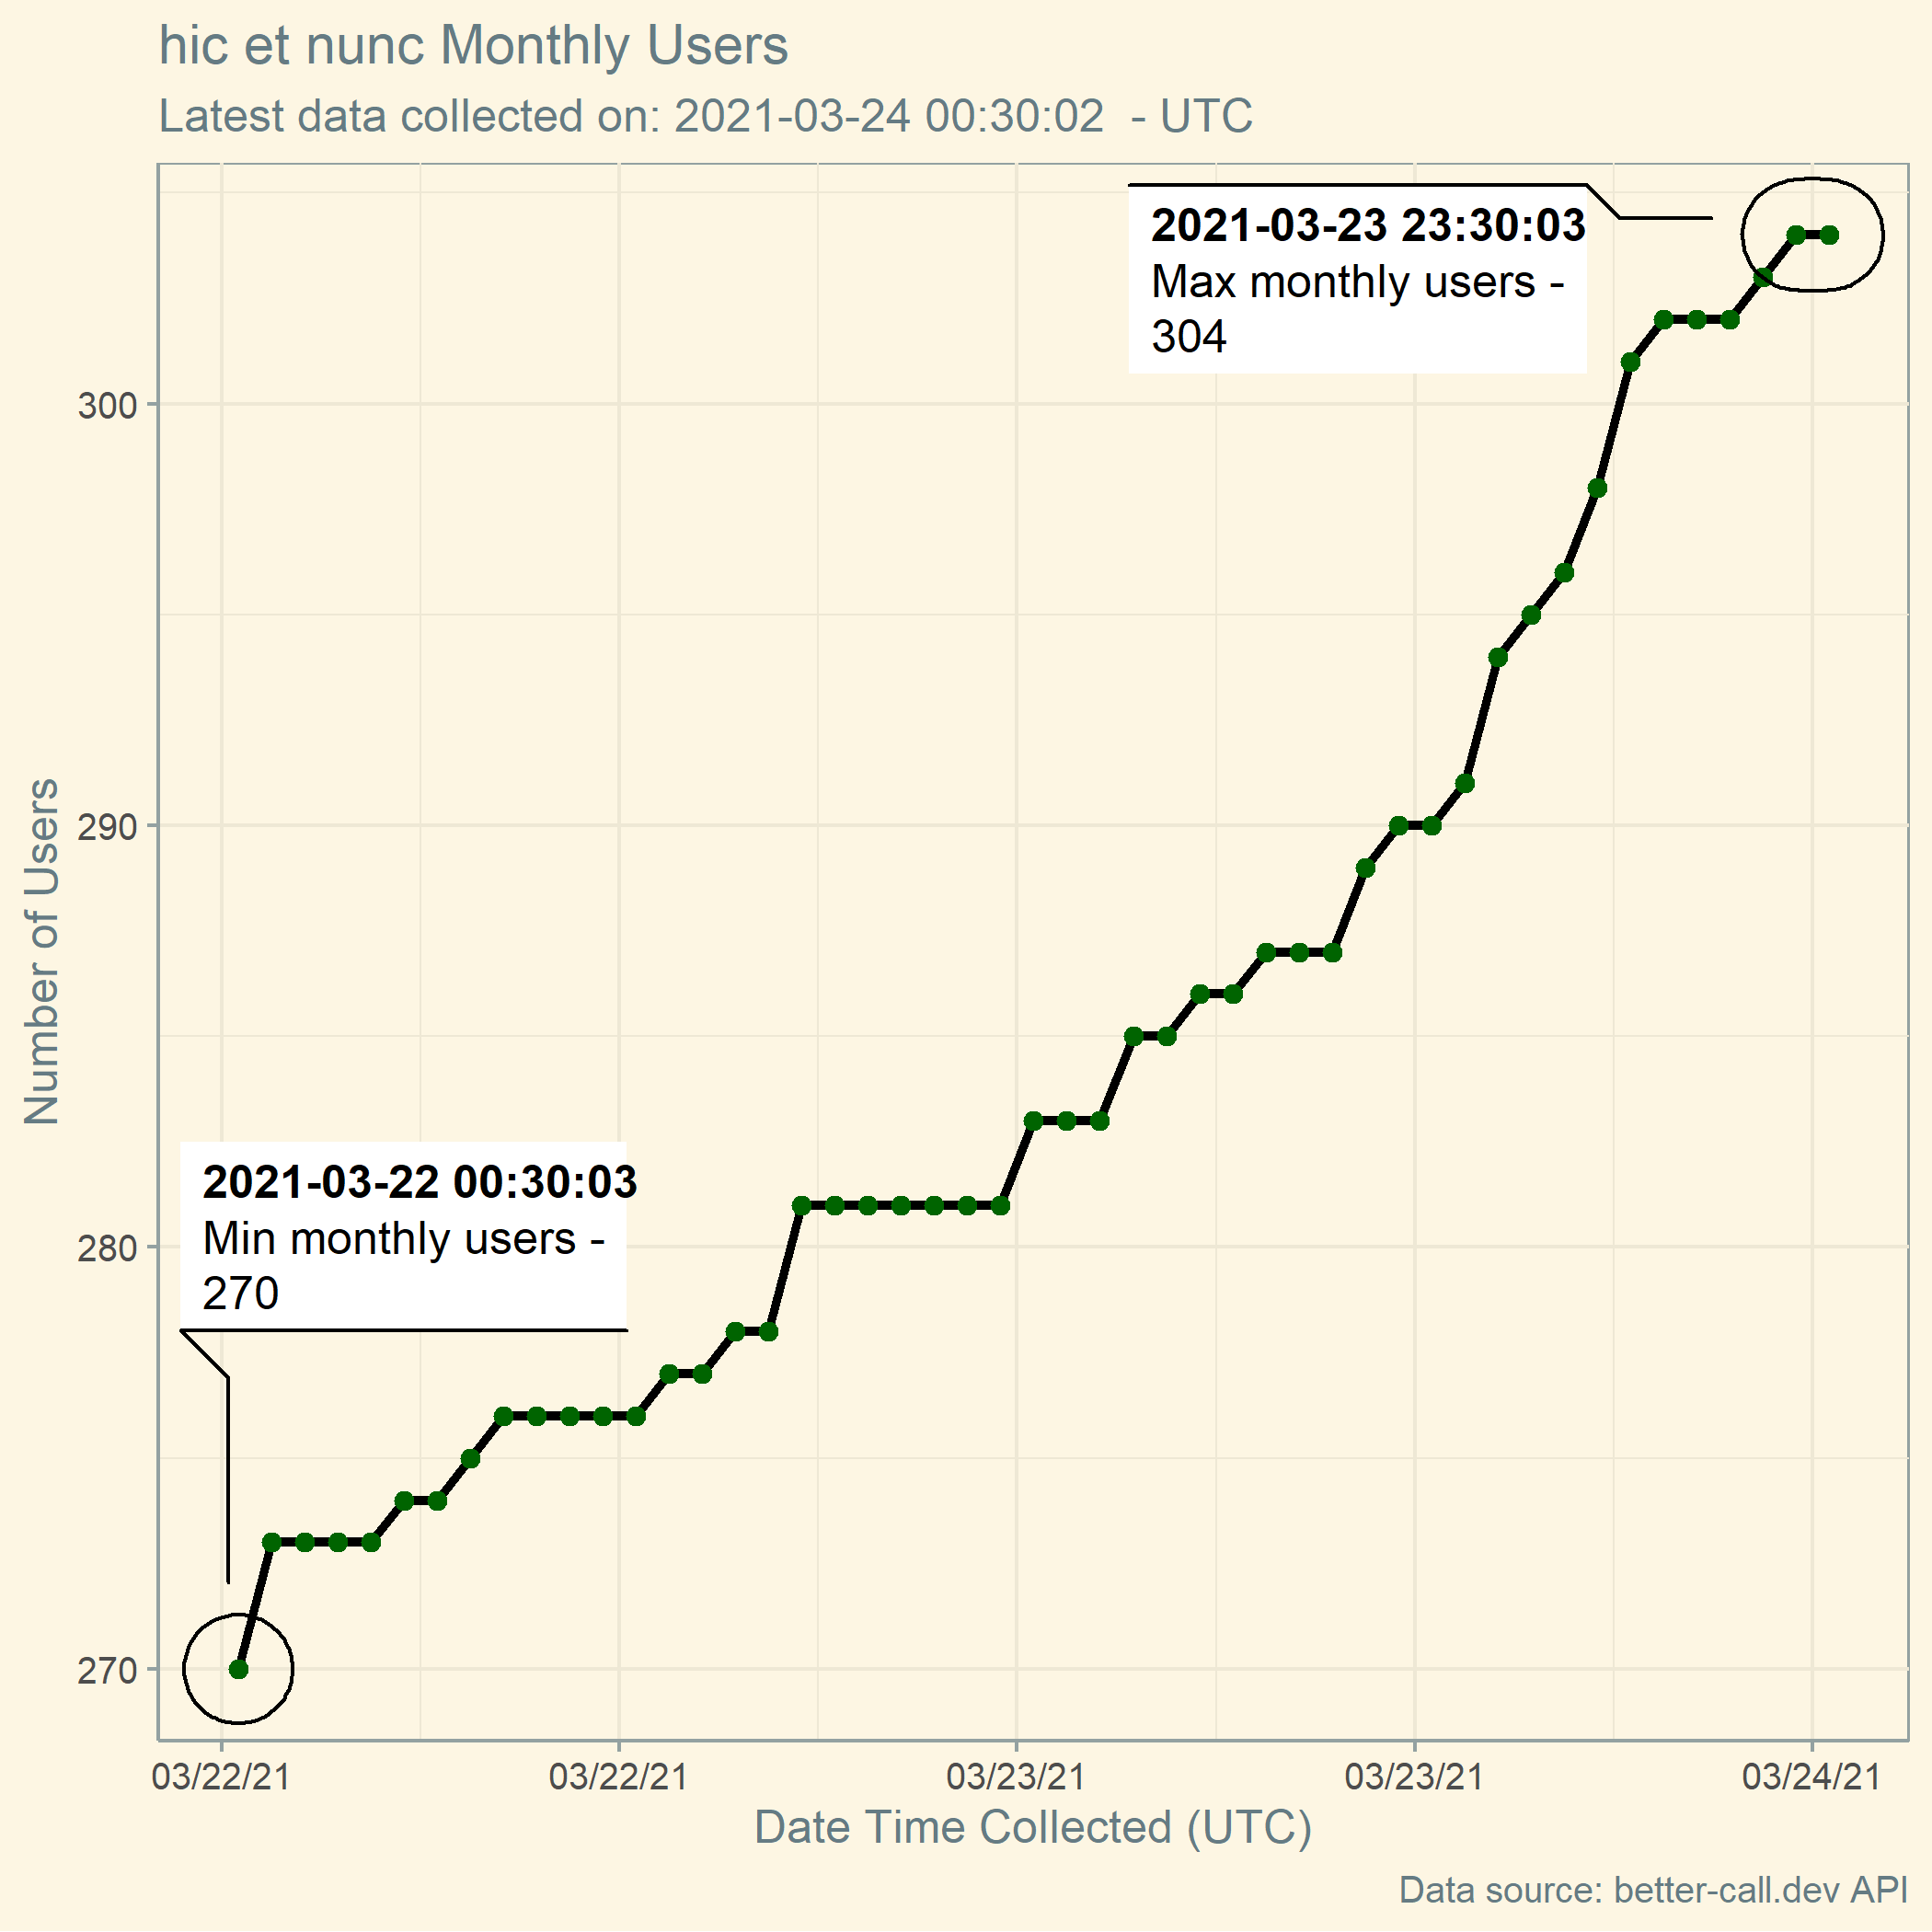 hic et nunc Monthly Users
Latest data collected on: 2021-03-24 00:30:02  - UTC
2021-03-23 23:30:03
Max monthly users -
304
300
290
280
270
Number of Users
2021-03-22 00:30:03
Min monthly users -
270
03/22/21 03/22/21 03/23/21 03/23/21 03/24/21
Date Time Collected (UTC)
Data source: better-call.dev API